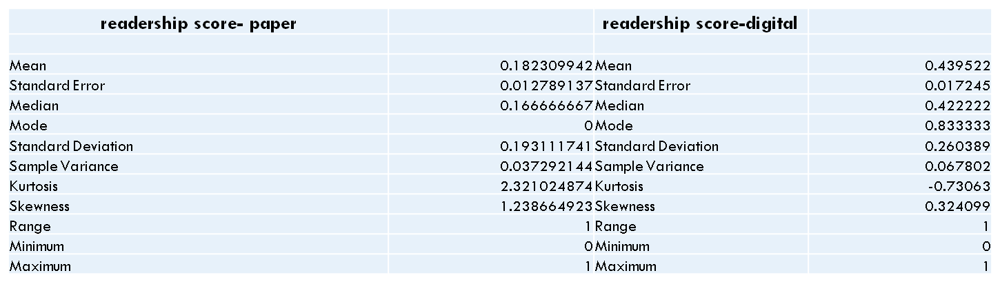 readership score- paper readership score-digital
Mean 0.182309942 Mean 0.439522
Standard Error 0.012789137 Standard Error 0.017245
Median 0.166666667 Median 0.422222
Mode 0 Mode 0.833333
Standard Deviation 0.193111741 Standard Deviation 0.260389
Sample Variance 0.037292144 Sample Variance 0.067802
Kurtosis 2.321024874 Kurtosis -0.73063
Skewness 1.238664923 Skewness 0.324099
Range 1 Range 1
Minimum 0 Minimum 0
Maximum 1 Maximum 1